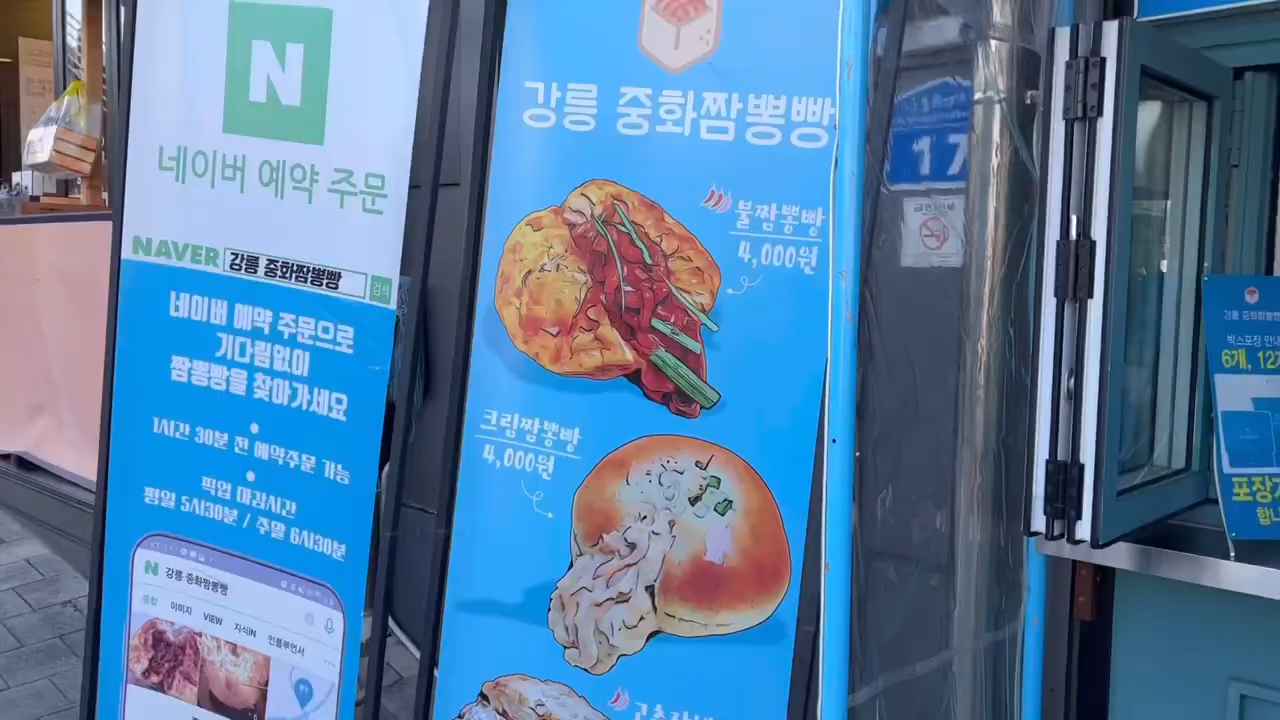 N
네이버 예약 주문
NAVER 강릉 중화짬뽕빵 검색
네이버 예약 주문으로
기다림없이
짬뽕빵을 찾아가세요
1시간 30분 전 예약주문 가능
픽업 마감시간
평일 5시30분 / 주말 6시30분
N 강릉 중화짬뽕빵
통합 이미지 VIEW 지식iN 인플루언서
강릉 중화짬뽕빵
불짬뽕빵
4,000원
크림짬뽕빵
4,000원
17
강릉 중화짬뽕빵
박스포장 안내
6개, 12
포장
합니